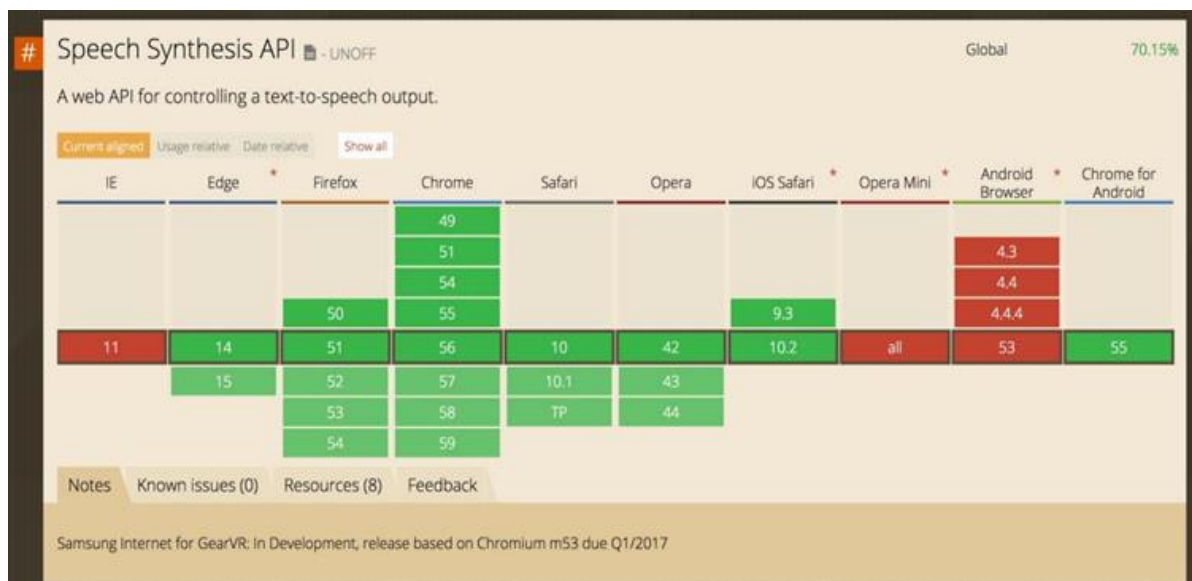 #
Speech Synthesis API - UNOFF
Global 70.15%
A web API for controlling a text-to-speech output.
Current aligned Usage relative Date relative Show all
IE Edge * Firefox Chrome Safari Opera iOS Safari * Opera Mini * Android Browser * Chrome for Android
49
51 4.3
54 4.4
50 55 9.3 4.4.4
11 14 51 56 10 42 10.2 all 53 55
15 52 57 10.1 43
53 58 TP 44
54 59
Notes Known issues (0) Resources (8) Feedback
Samsung Internet for GearVR: In Development, release based on Chromium m53 due Q1/2017